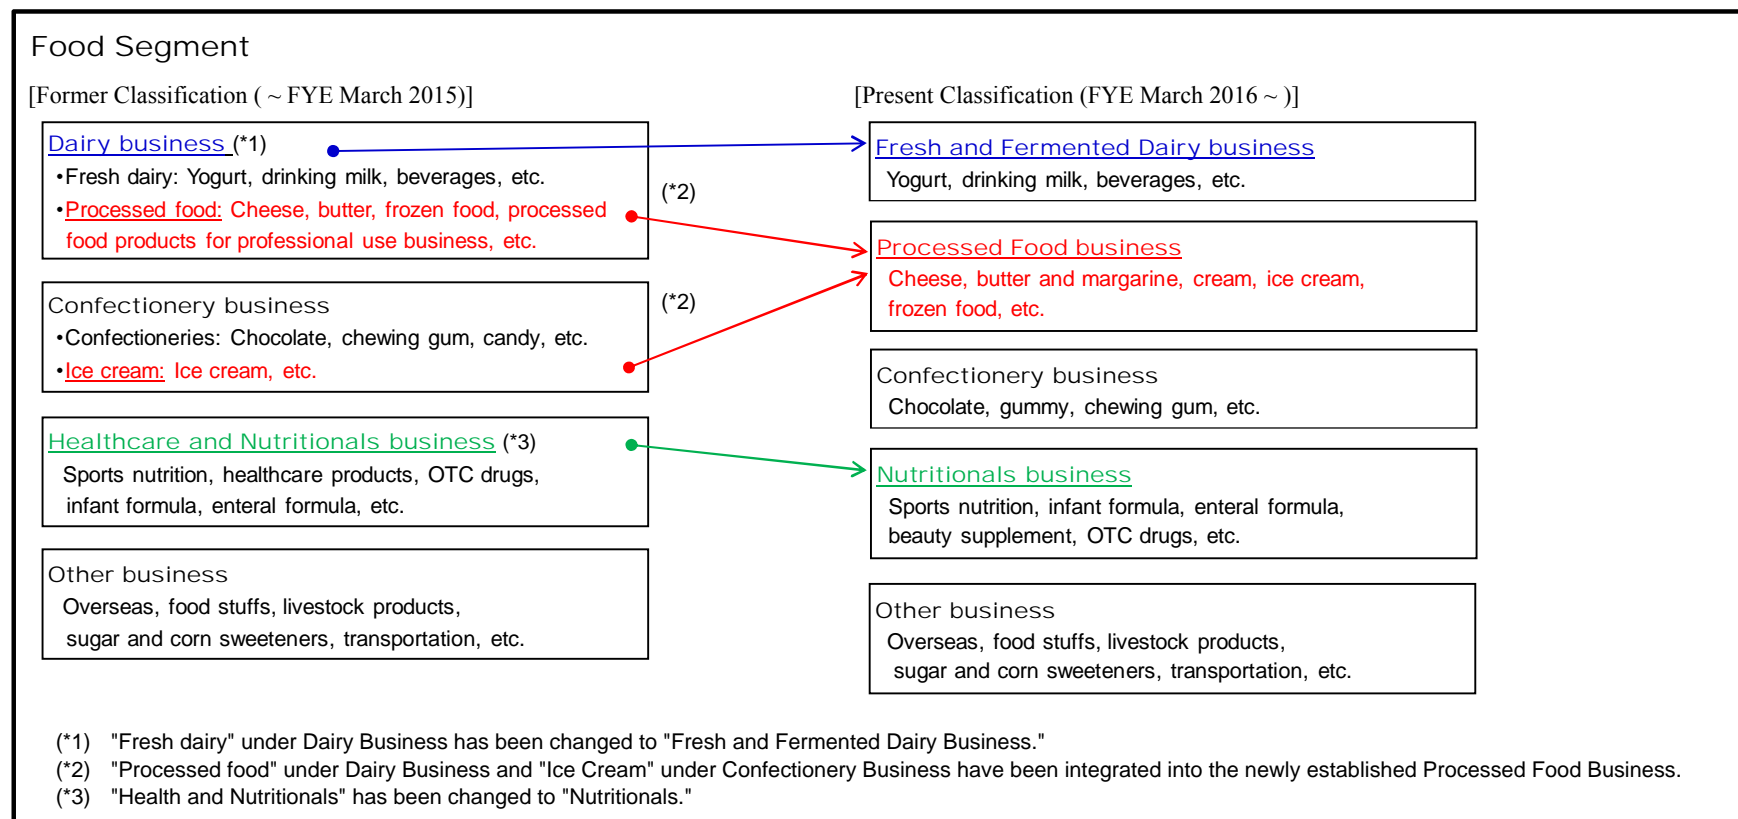 Food Segment
[Former Classification ( ~ FYE March 2015)]
Dairy business (*1)
•Fresh dairy: Yogurt, drinking milk, beverages, etc.
•Processed food: Cheese, butter, frozen food, processed
food products for professional use business, etc.
(*2)
Confectionery business
•Confectioneries: Chocolate, chewing gum, candy, etc.
•Ice cream: Ice cream, etc.
(*2)
Healthcare and Nutritionals business (*3)
Sports nutrition, healthcare products, OTC drugs,
infant formula, enteral formula, etc.
Other business
Overseas, food stuffs, livestock products,
sugar and corn sweeteners, transportation, etc.
[Present Classification (FYE March 2016 ~ )]
Fresh and Fermented Dairy business
Yogurt, drinking milk, beverages, etc.
Processed Food business
Cheese, butter and margarine, cream, ice cream,
frozen food, etc.
Confectionery business
Chocolate, gummy, chewing gum, etc.
Nutritionals business
Sports nutrition, infant formula, enteral formula,
beauty supplement, OTC drugs, etc.
Other business
Overseas, food stuffs, livestock products,
sugar and corn sweeteners, transportation, etc.
(*1) "Fresh dairy" under Dairy Business has been changed to "Fresh and Fermented Dairy Business."
(*2) "Processed food" under Dairy Business and "Ice Cream" under Confectionery Business have been integrated into the newly established Processed Food Business.
(*3) "Health and Nutritionals" has been changed to "Nutritionals."